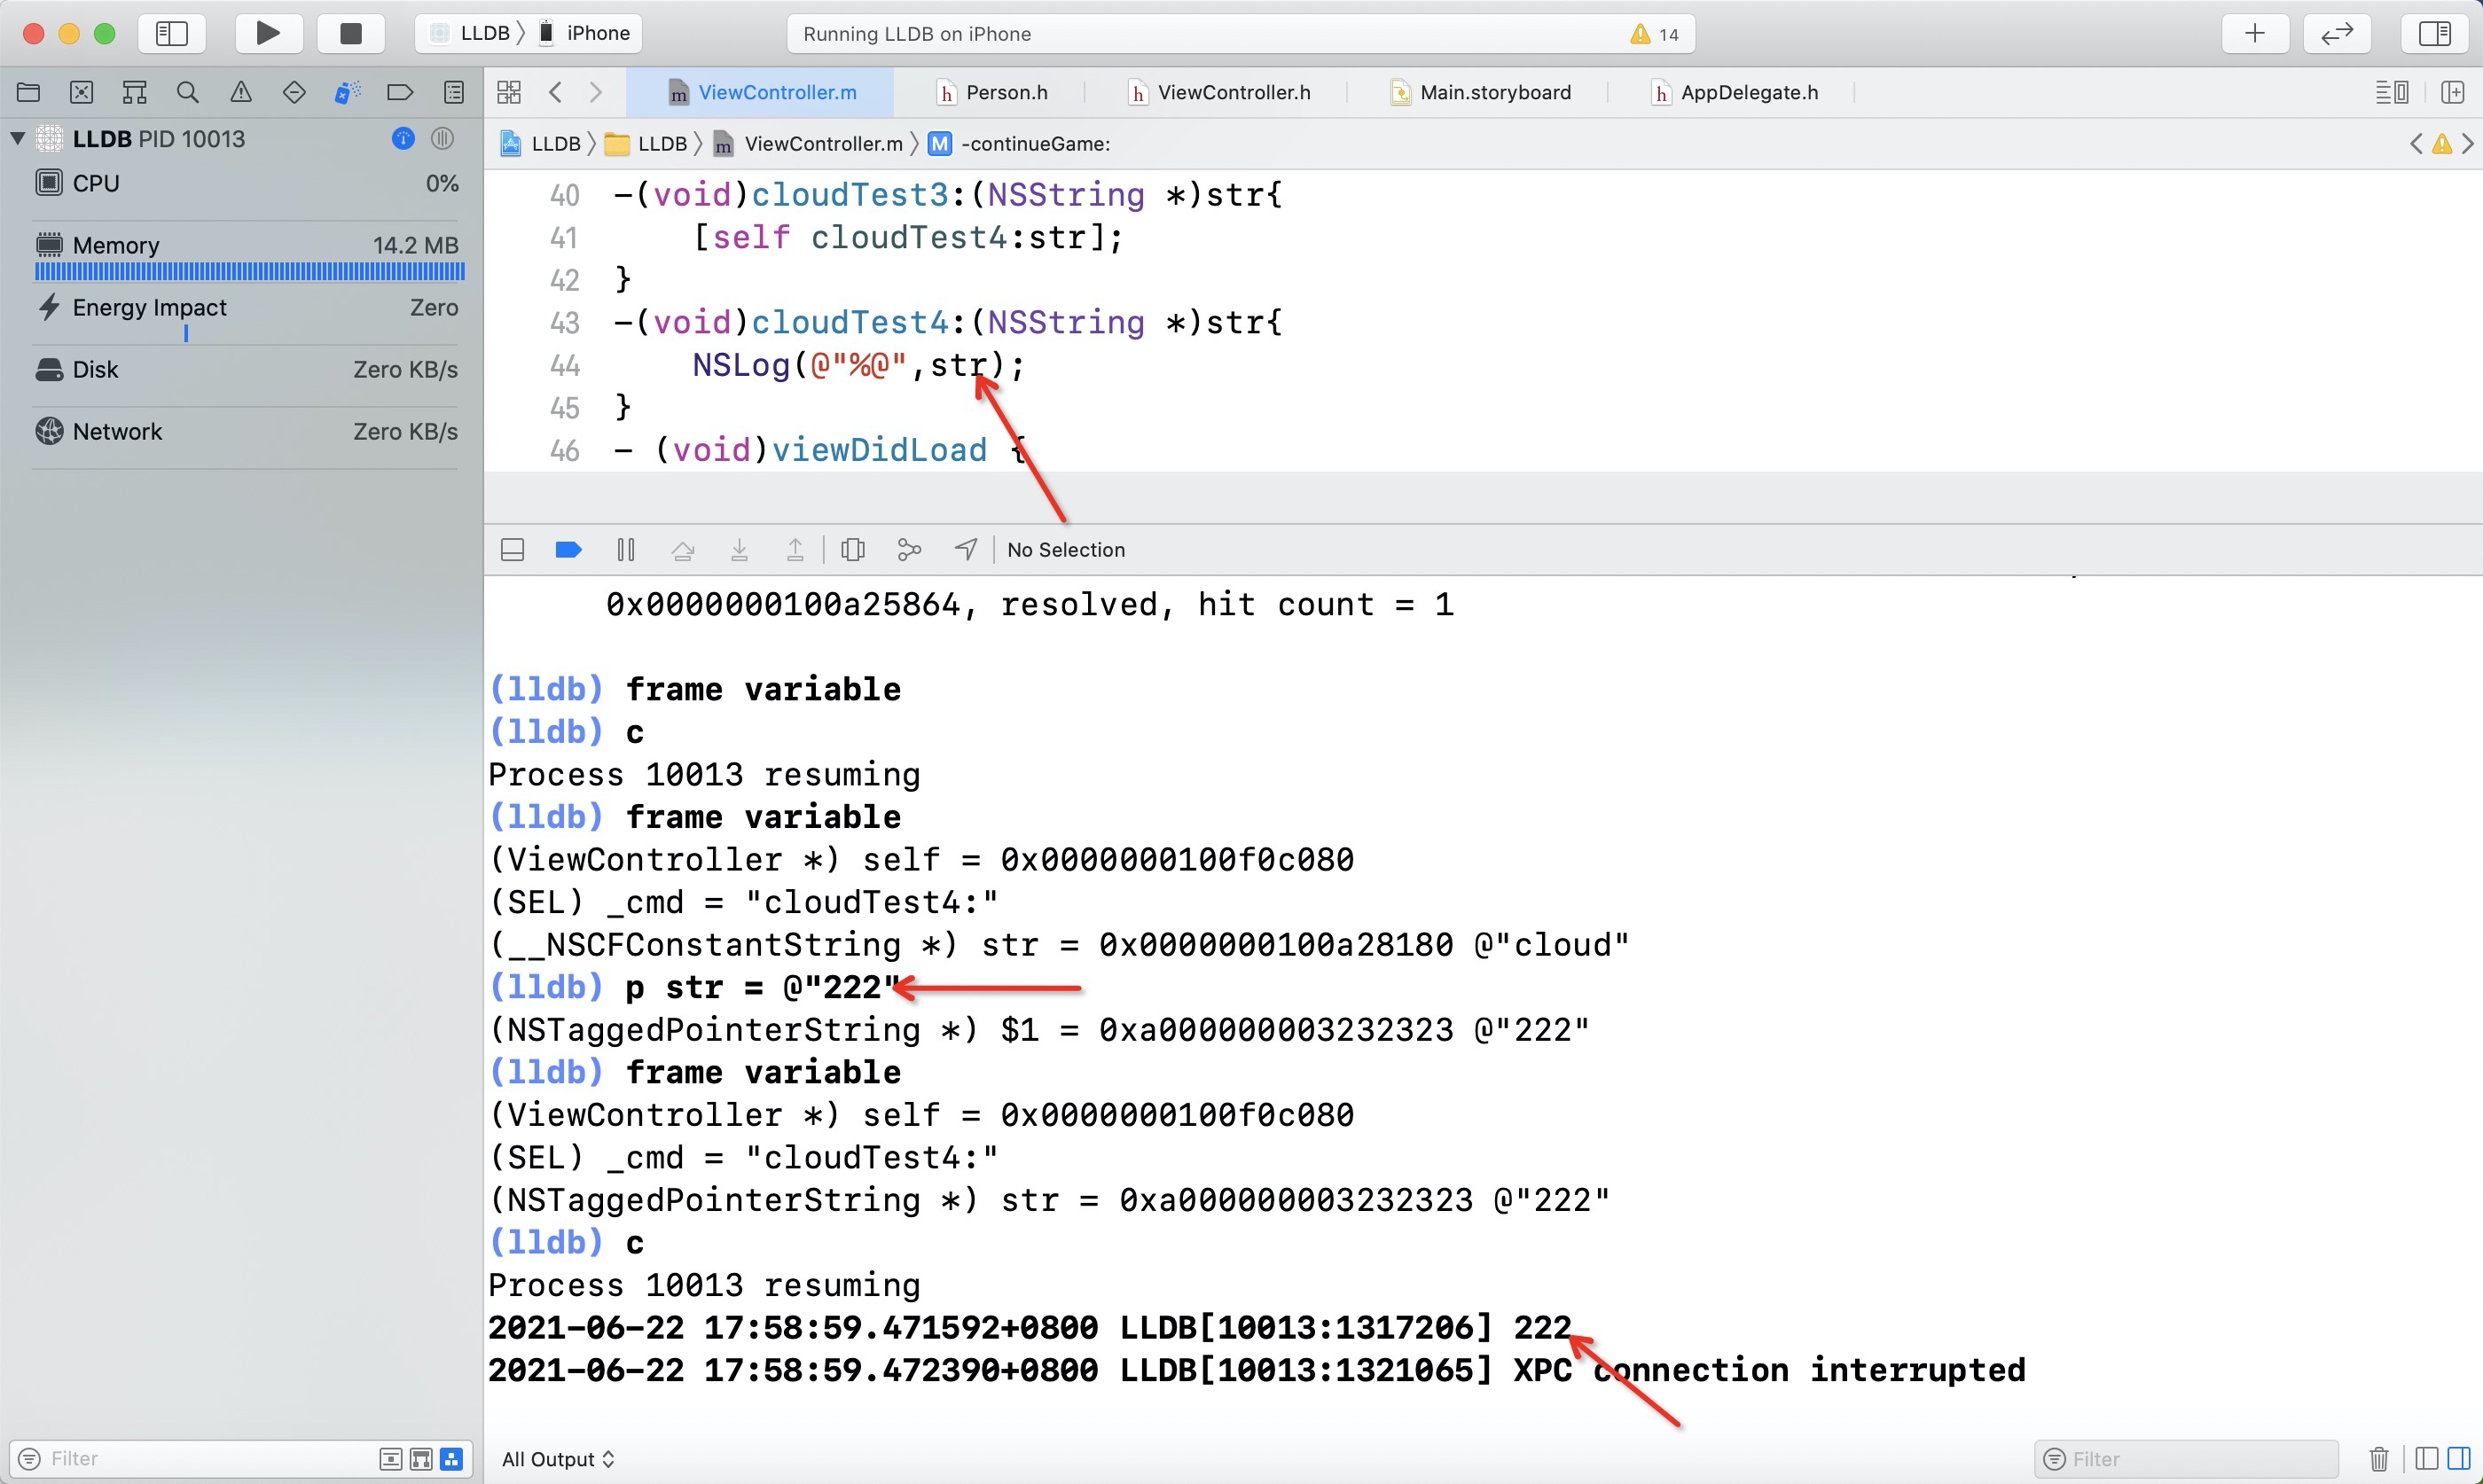 LLDB 〉 iPhone
Running LLDB on iPhone
14
ViewController.m
Person.h
ViewController.h
Main.storyboard
AppDelegate.h
LLDB PID 10013
LLDB 〉 LLDB 〉 ViewController.m 〉 M -continueGame:
CPU 0%
Memory 14.2 MB
Energy Impact Zero
Disk Zero KB/s
Network Zero KB/s
40 -(void)cloudTest3:(NSString *)str{
41 [self cloudTest4:str];
42 }
43 -(void)cloudTest4:(NSString *)str{
44 NSLog(@"%@",str);
45 }
46 - (void)viewDidLoad {
No Selection
0x0000000100a25864, resolved, hit count = 1
(lldb) frame variable
(lldb) c
Process 10013 resuming
(lldb) frame variable
(ViewController *) self = 0x0000000100f0c080
(SEL) _cmd = "cloudTest4:"
(__NSCFConstantString *) str = 0x0000000100a28180 @"cloud"
(lldb) p str = @"222"
(NSTaggedPointerString *) $1 = 0xa000000003232323 @"222"
(lldb) frame variable
(ViewController *) self = 0x0000000100f0c080
(SEL) _cmd = "cloudTest4:"
(NSTaggedPointerString *) str = 0xa000000003232323 @"222"
(lldb) c
Process 10013 resuming
2021-06-22 17:58:59.471592+0800 LLDB[10013:1317206] 222
2021-06-22 17:58:59.472390+0800 LLDB[10013:1321065] XPC connection interrupted
Filter
All Output
Filter